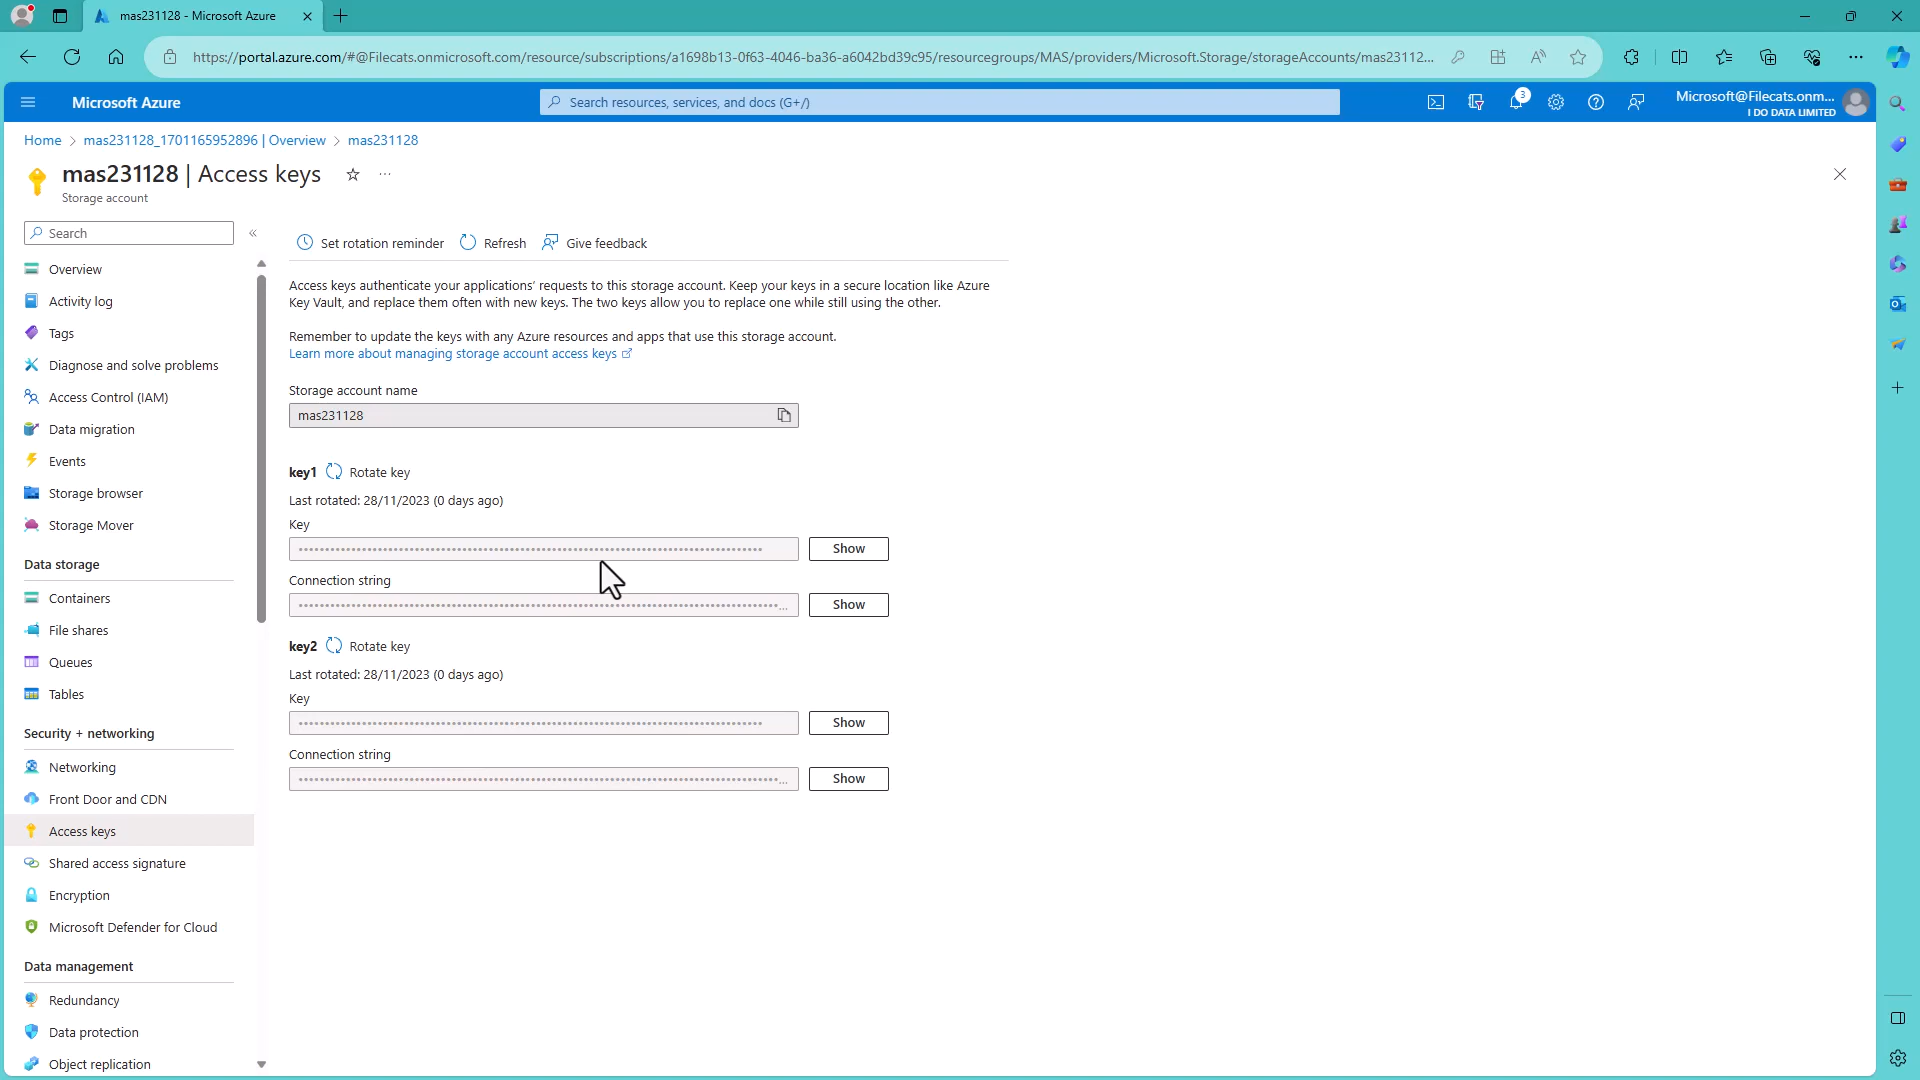 mas231128 - Microsoft Azure
https://portal.azure.com/#@Filecats.onmicrosoft.com/resource/subscriptions/a1698b13-0f63-4046-ba36-a6042bd39c95/resourcegroups/MAS/providers/Microsoft.Storage/storageAccounts/mas23112...
Microsoft Azure
Search resources, services, and docs (G+/)
3
Microsoft@Filecats.onm...
I DO DATA LIMITED
Home > mas231128_1701165952896 | Overview > mas231128
mas231128 | Access keys
Storage account
Search
Overview
Activity log
Tags
Diagnose and solve problems
Access Control (IAM)
Data migration
Events
Storage browser
Storage Mover
Data storage
Containers
File shares
Queues
Tables
Security + networking
Networking
Front Door and CDN
Access keys
Shared access signature
Encryption
Microsoft Defender for Cloud
Data management
Redundancy
Data protection
Object replication
Set rotation reminder
Refresh
Give feedback
Access keys authenticate your applications' requests to this storage account. Keep your keys in a secure location like Azure
Key Vault, and replace them often with new keys. The two keys allow you to replace one while still using the other.
Remember to update the keys with any Azure resources and apps that use this storage account.
Learn more about managing storage account access keys
Storage account name
mas231128
key1 Rotate key
Last rotated: 28/11/2023 (0 days ago)
Key
Show
Connection string
Show
key2 Rotate key
Last rotated: 28/11/2023 (0 days ago)
Key
Show
Connection string
Show